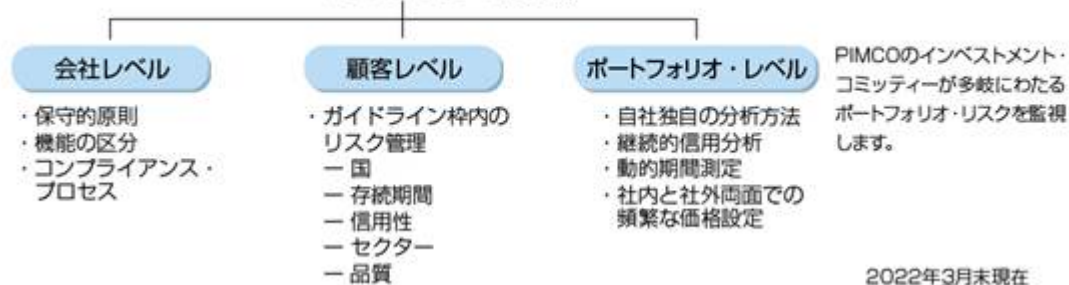 会社レベル
・保守的原則
・機能の区分
・コンプライアンス・
プロセス
顧客レベル
・ガイドライン枠内の
リスク管理
ー 国
ー 存続期間
ー 信用性
ー セクター
ー 品質
ポートフォリオ・レベル
・自社独自の分析方法
・継続的信用分析
・動的期間測定
・社内と社外両面での
頻繁な価格設定
PIMCOのインベストメント・
コミッティーが多岐にわたる
ポートフォリオ・リスクを監視
します。
2022年3月末現在